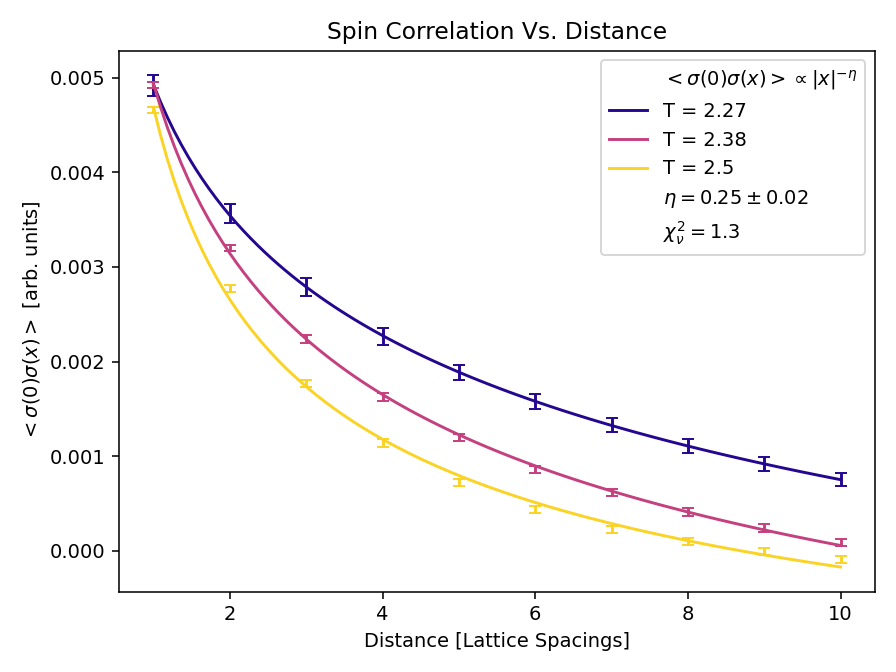 Spin Correlation Vs. Distance
<σ(0)σ(x)> ∝ |x|^{-η}
T = 2.27
T = 2.38
T = 2.5
η = 0.25 ± 0.02
χ²_ν = 1.3
<σ(0)σ(x)> [arb. units]
0.005
0.004
0.003
0.002
0.001
0.000
2 4 6 8 10
Distance [Lattice Spacings]